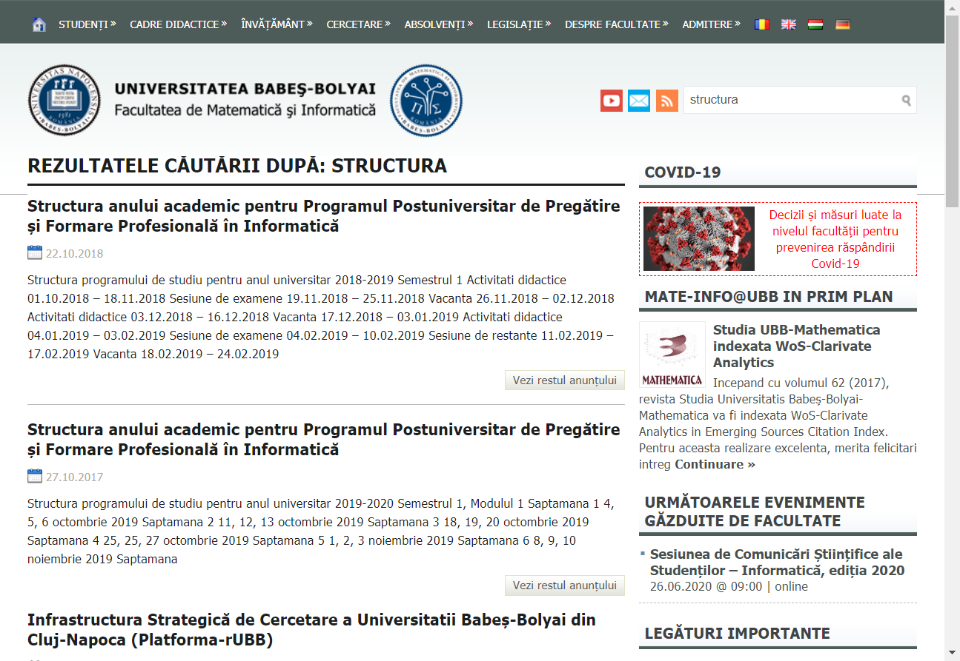 STUDENȚI » CADRE DIDACTICE » ÎNVĂȚĂMÂNT » CERCETARE » ABSOLVENȚI » LEGISLAȚIE » DESPRE FACULTATE » ADMITERE »
UNIVERSITATEA BABEȘ-BOLYAI
Facultatea de Matematică și Informatică
structura
REZULTATELE CĂUTĂRII DUPĂ: STRUCTURA
Structura anului academic pentru Programul Postuniversitar de Pregătire
și Formare Profesională în Informatică
22.10.2018
Structura programului de studiu pentru anul universitar 2018-2019 Semestrul 1 Activitati didactice
01.10.2018 – 18.11.2018 Sesiune de examene 19.11.2018 – 25.11.2018 Vacanta 26.11.2018 – 02.12.2018
Activitati didactice 03.12.2018 – 16.12.2018 Vacanta 17.12.2018 – 03.01.2019 Activitati didactice
04.01.2019 – 03.02.2019 Sesiune de examene 04.02.2019 – 10.02.2019 Sesiune de restante 11.02.2019 –
17.02.2019 Vacanta 18.02.2019 – 24.02.2019
Vezi restul anunțului
Structura anului academic pentru Programul Postuniversitar de Pregătire
și Formare Profesională în Informatică
27.10.2017
Structura programului de studiu pentru anul universitar 2019-2020 Semestrul 1, Modulul 1 Saptamana 1 4,
5, 6 octombrie 2019 Saptamana 2 11, 12, 13 octombrie 2019 Saptamana 3 18, 19, 20 octombrie 2019
Saptamana 4 25, 25, 27 octombrie 2019 Saptamana 5 1, 2, 3 noiembrie 2019 Saptamana 6 8, 9, 10
noiembrie 2019 Saptamana
Vezi restul anunțului
Infrastructura Strategică de Cercetare a Universitatii Babeș-Bolyai din
Cluj-Napoca (Platforma-rUBB)
COVID-19
Decizii și măsuri luate la
nivelul facultății pentru
prevenirea răspândirii
Covid-19
MATE-INFO@UBB IN PRIM PLAN
MATHEMATICA
Studia UBB-Mathematica
indexata WoS-Clarivate
Analytics
Incepand cu volumul 62 (2017),
revista Studia Universitatis Babeș-Bolyai-
Mathematica va fi indexata WoS-Clarivate
Analytics in Emerging Sources Citation Index.
Pentru aceasta realizare excelenta, merita felicitari
intreg Continuare »
URMĂTOARELE EVENIMENTE
GĂZDUITE DE FACULTATE
Sesiunea de Comunicări Științifice ale
Studenților – Informatică, ediția 2020
26.06.2020 @ 09:00 | online
LEGĂTURI IMPORTANTE